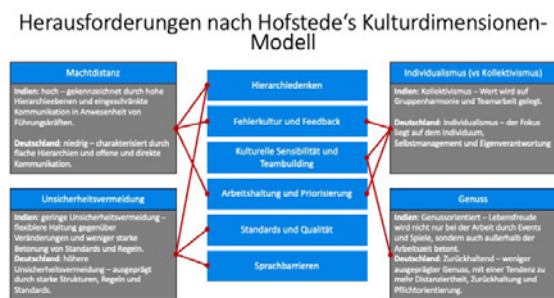 Herausforderungen nach Hofstede‘s Kulturdimensionen-
Modell
Machtdistanz
Indien: hoch – gekennzeichnet durch hohe
Hierarchieebenen und eingeschränkte
Kommunikation in Anwesenheit von
Führungskräften.
Deutschland: niedrig – charakterisiert durch
flache Hierarchien und offene und direkte
Kommunikation.
Unsicherheitsvermeidung
Indien: geringe Unsicherheitsvermeidung –
flexiblere Haltung gegenüber
Veränderungen und weniger starke
Betonung von Standards und Regeln.
Deutschland: höhere
Unsicherheitsvermeidung – ausgeprägt
durch starke Strukturen, Regeln und
Standards.
Hierarchiedenken
Fehlerkultur und Feedback
Kulturelle Sensibilität und
Teambuilding
Arbeitshaltung und Priorisierung
Standards und Qualität
Sprachbarrieren
Individualismus (vs Kollektivismus)
Indien: Kollektivismus – Wert wird auf
Gruppenharmonie und Teamarbeit gelegt.
Deutschland: Individualismus – der Fokus
liegt auf dem Individuum,
Selbstmanagement und Eigenverantwortung
Genuss
Indien: Genussorientiert – Lebensfreude
wird nicht nur bei der Arbeit durch Events
und Spiele, sondern auch außerhalb der
Arbeitszeit betont.
Deutschland: Zurückhaltend – weniger
ausgeprägter Genuss, mit einer Tendenz zu
mehr Distanziertheit, Zurückhaltung und
Pflichtorientierung.